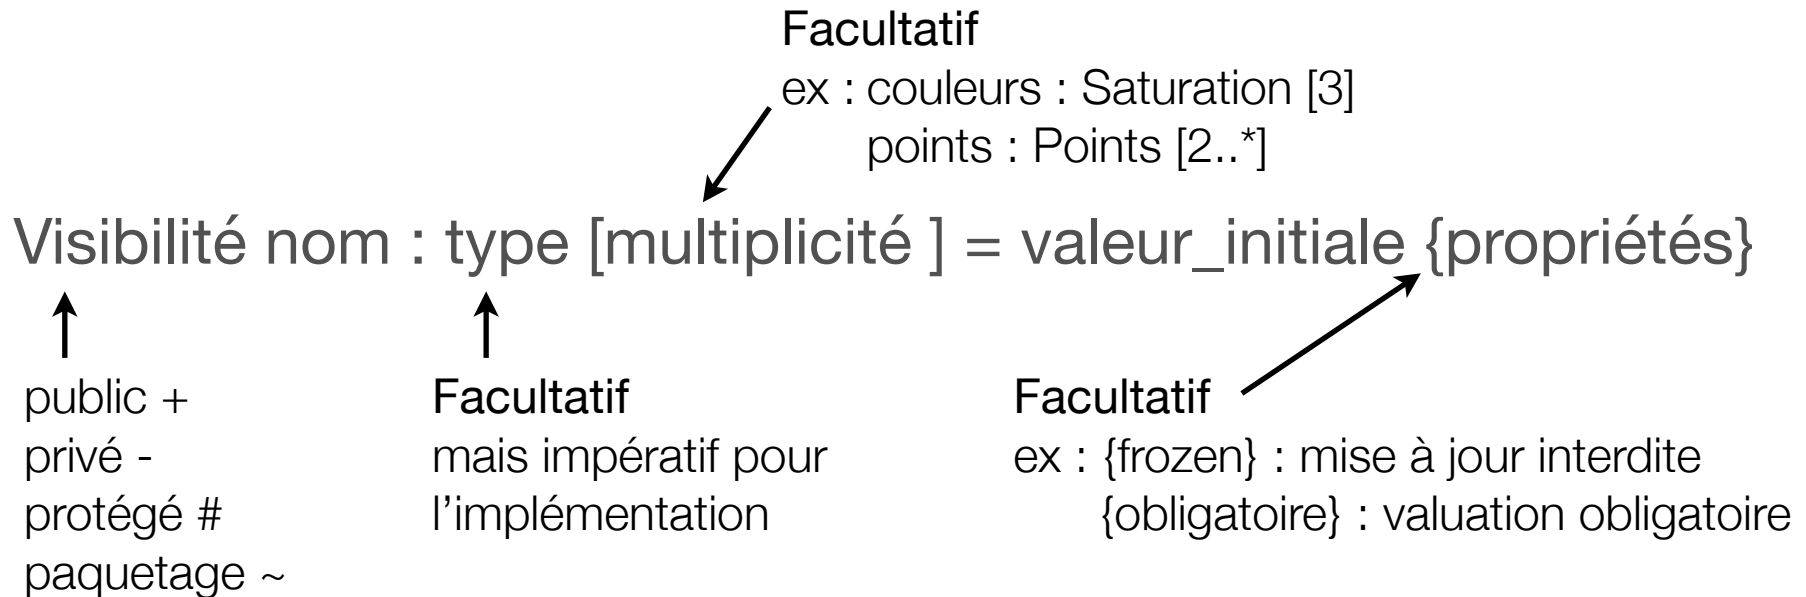 Facultatif
ex : couleurs : Saturation [3]
points : Points [2..*]
Visibilité nom : type [multiplicité ] = valeur_initiale {propriétés}
public +
privé -
protégé #
paquetage ~
Facultatif
mais impératif pour
l’implémentation
Facultatif
ex : {frozen} : mise à jour interdite
{obligatoire} : valuation obligatoire